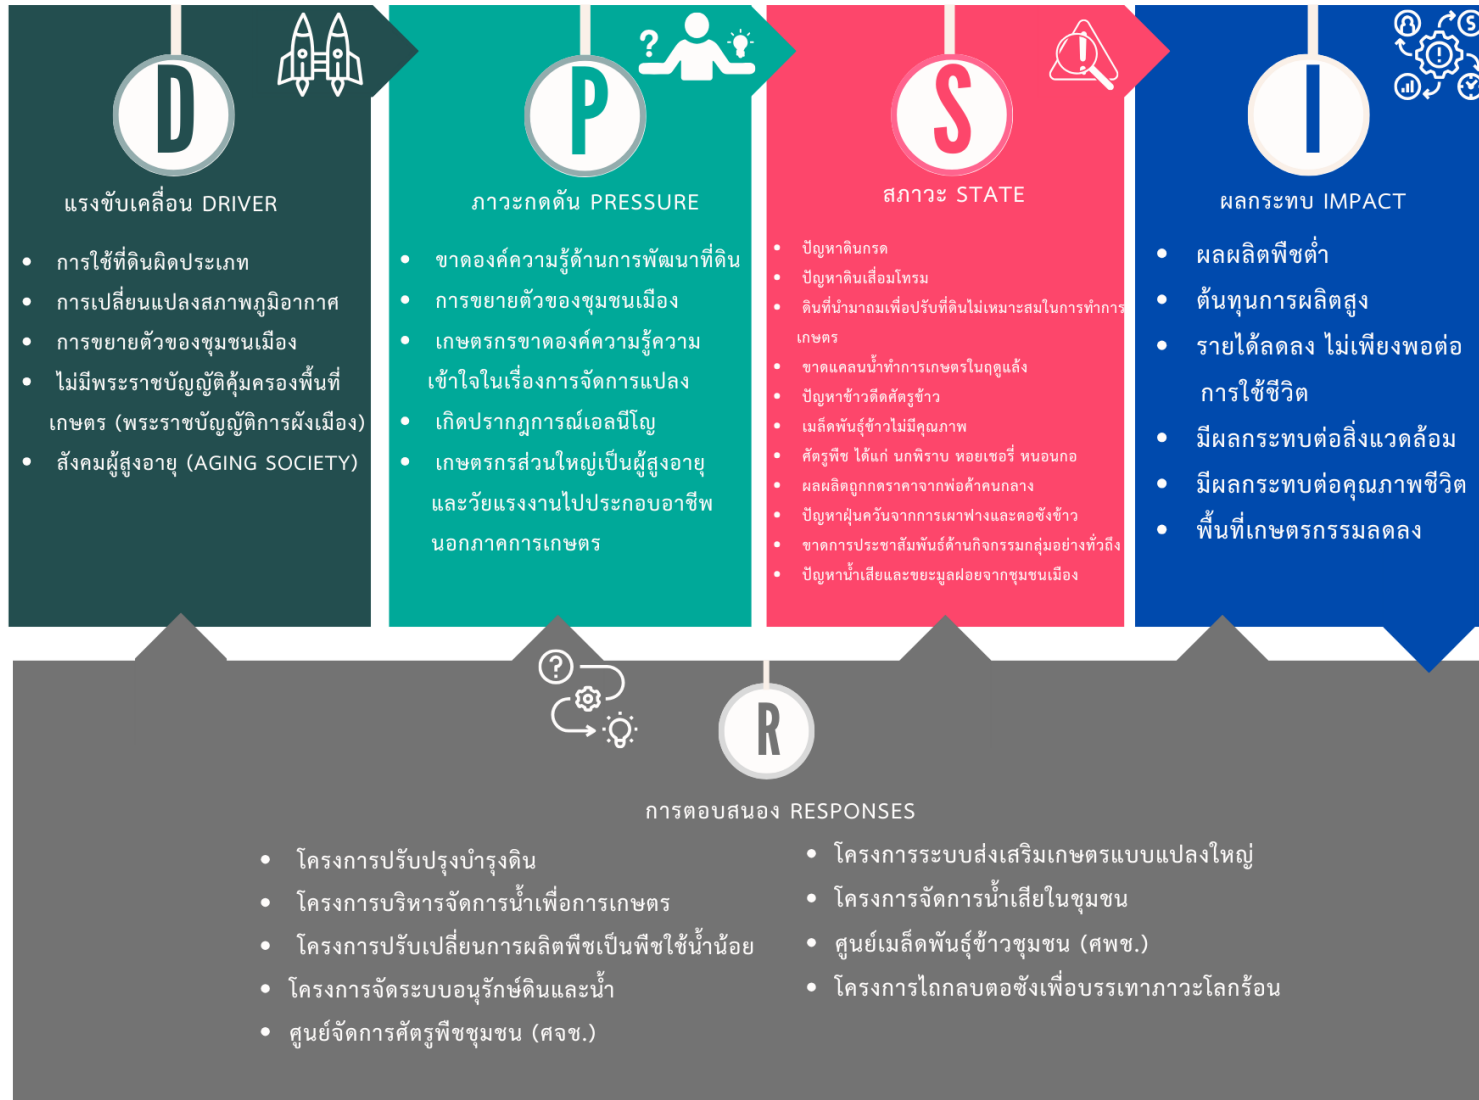 D
แรงขับเคลื่อน DRIVER
• การใช้ที่ดินผิดประเภท
• การเปลี่ยนแปลงสภาพภูมิอากาศ
• การขยายตัวของชุมชนเมือง
• ไม่มีพระราชบัญญัติคุ้มครองพื้นที่
เกษตร (พระราชบัญญัติการผังเมือง)
• สังคมผู้สูงอายุ (AGING SOCIETY)
P
ภาวะกดดัน PRESSURE
• ขาดองค์ความรู้ด้านการพัฒนาที่ดิน
• การขยายตัวของชุมชนเมือง
• เกษตรกรขาดองค์ความรู้ความ
เข้าใจในเรื่องการจัดการแปลง
• เกิดปรากฎการณ์เอลนีโญ
• เกษตรกรส่วนใหญ่เป็นผู้สูงอายุ
และวัยแรงงานไปประกอบอาชีพ
นอกภาคการเกษตร
S
สภาวะ STATE
• ปัญหาดินกรด
• ปัญหาดินเสื่อมโทรม
• ดินที่นำมาถมเพื่อปรับที่ดินไม่เหมาะสมในการทำการ
เกษตร
• ขาดแคลนน้ำทำการเกษตรในฤดูแล้ง
• ปัญหาข้าวดีดศัตรูข้าว
• เมล็ดพันธุ์ข้าวไม่มีคุณภาพ
• ศัตรูพืช ได้แก่ นกพิราบ หอยเชอรี่ หนอนกอ
• ผลผลิตถูกกดราคาจากพ่อค้าคนกลาง
• ปัญหาฝุ่นควันจากการเผาฟางและตอซังข้าว
• ขาดการประชาสัมพันธ์ด้านกิจกรรมกลุ่มอย่างทั่วถึง
• ปัญหาน้ำเสียและขยะมูลฝอยจากชุมชนเมือง
I
ผลกระทบ IMPACT
• ผลผลิตพืชต่ำ
• ต้นทุนการผลิตสูง
• รายได้ลดลง ไม่เพียงพอต่อ
การใช้ชีวิต
• มีผลกระทบต่อสิ่งแวดล้อม
• มีผลกระทบต่อคุณภาพชีวิต
• พื้นที่เกษตรกรรมลดลง
R
การตอบสนอง RESPONSES
• โครงการปรับปรุงบำรุงดิน
• โครงการบริหารจัดการน้ำเพื่อการเกษตร
• โครงการปรับเปลี่ยนการผลิตพืชเป็นพืชใช้น้ำน้อย
• โครงการจัดระบบอนุรักษ์ดินและน้ำ
• ศูนย์จัดการศัตรูพืชชุมชน (ศจช.)
• โครงการระบบส่งเสริมเกษตรแบบแปลงใหญ่
• โครงการจัดการน้ำเสียในชุมชน
• ศูนย์เมล็ดพันธุ์ข้าวชุมชน (ศพช.)
• โครงการไถกลบตอซังเพื่อบรรเทาภาวะโลกร้อน